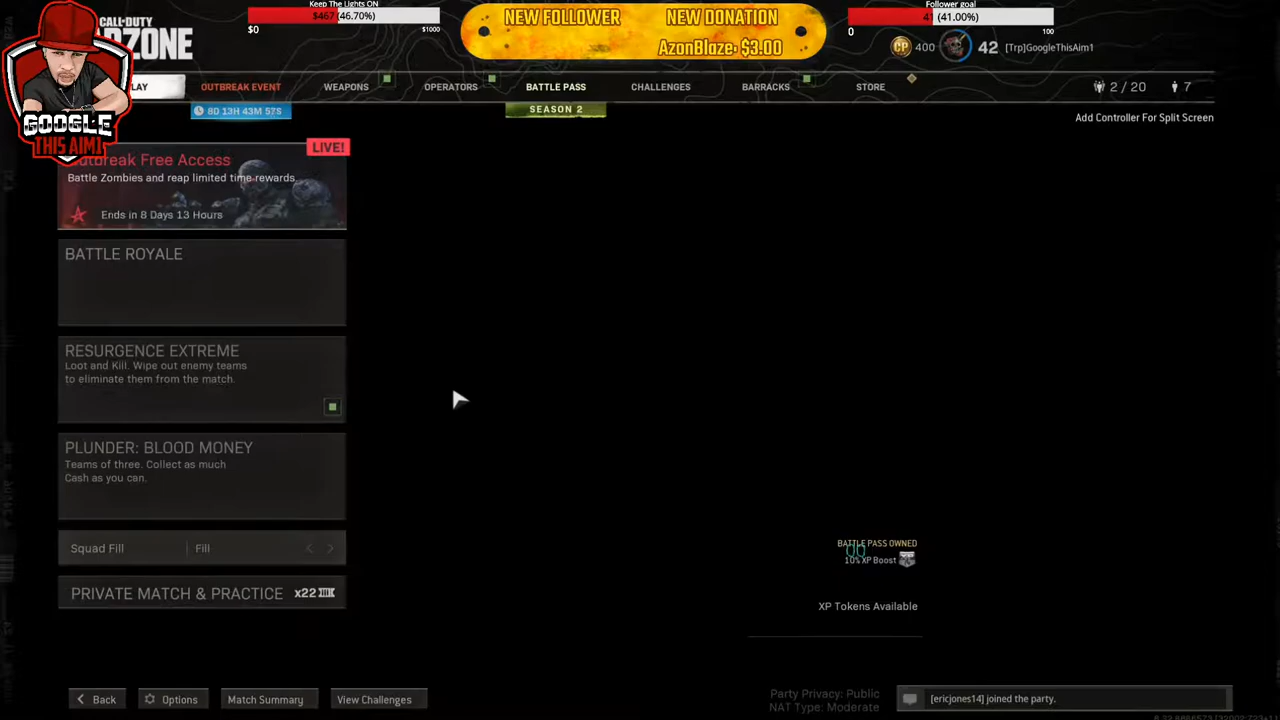 Keep The Lights ON
$467 (46.70%)
$0
$1000
NEW FOLLOWER
NEW DONATION
AzonBlaze: $3.00
Follower goal
41 (41.00%)
0
100
CALL OF DUTY
400
42
[Trp]GoogleThisAim1
GOOGLE
THIS AIM1
OUTBREAK EVENT
WEAPONS
OPERATORS
BATTLE PASS
CHALLENGES
BARRACKS
STORE
2 / 20
7
8D 13H 43M 57S
SEASON 2
Add Controller For Split Screen
LIVE!
Outbreak Free Access
Battle Zombies and reap limited time rewards.
Ends in 8 Days 13 Hours
BATTLE ROYALE
RESURGENCE EXTREME
Loot and Kill. Wipe out enemy teams
to eliminate them from the match.
PLUNDER: BLOOD MONEY
Teams of three. Collect as much
Cash as you can.
Squad Fill
Fill
PRIVATE MATCH & PRACTICE
x22
BATTLE PASS OWNED
10% XP Boost
XP Tokens Available
Back
Options
Match Summary
View Challenges
Party Privacy: Public
NAT Type: Moderate
[ericjones14] joined the party.